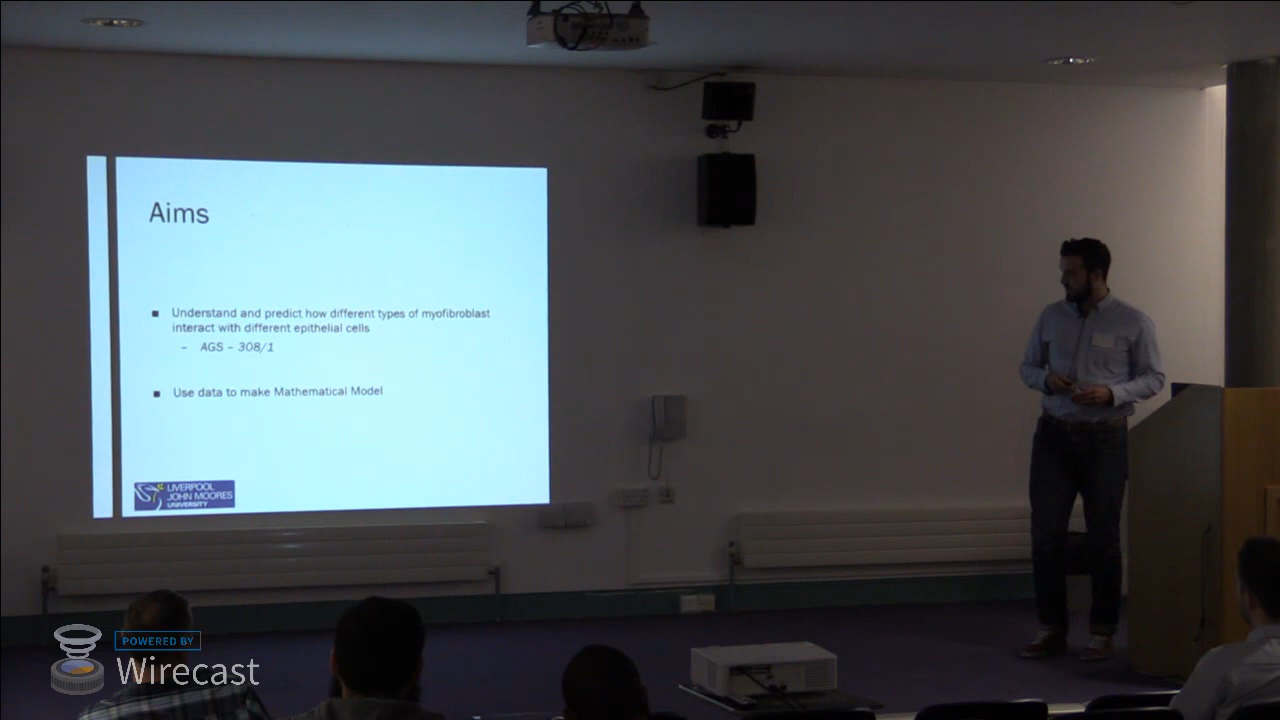 Aims
■ Understand and predict how different types of myofibroblast
interact with different epithelial cells
– AGS – 308/1
■ Use data to make Mathematical Model
LIVERPOOL
JOHN MOORES
UNIVERSITY
POWERED BY
Wirecast